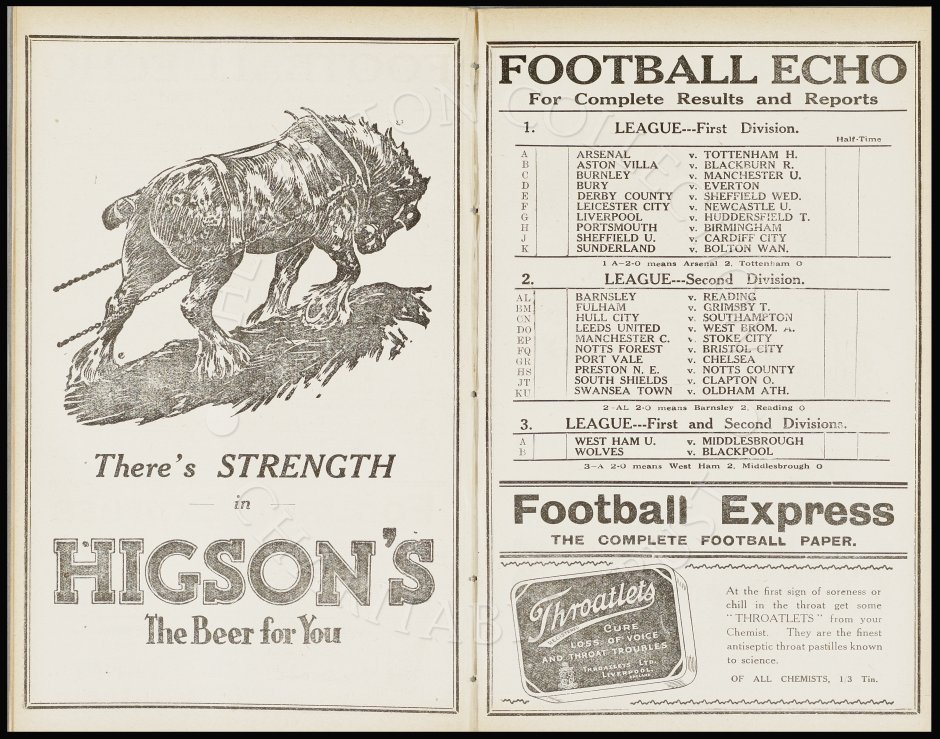 There's STRENGTH
in
HIGSON'S
The Beer for You
FOOTBALL ECHO
For Complete Results and Reports
1. LEAGUE---First Division.
Half-Time
A ARSENAL v. TOTTENHAM H.
B ASTON VILLA v. BLACKBURN R.
C BURNLEY v. MANCHESTER U.
D BURY v. EVERTON
E DERBY COUNTY v. SHEFFIELD WED.
F LEICESTER CITY v. NEWCASTLE U.
G LIVERPOOL v. HUDDERSFIELD T.
H PORTSMOUTH v. BIRMINGHAM
J SHEFFIELD U. v. CARDIFF CITY
K SUNDERLAND v. BOLTON WAN.
1 A-2-0 means Arsenal 2, Tottenham 0
2. LEAGUE---Second Division.
AL BARNSLEY v. READING
BM FULHAM v. GRIMSBY T.
CN HULL CITY v. SOUTHAMPTON
DO LEEDS UNITED v. WEST BROM. A.
EP MANCHESTER C. v. STOKE CITY
FQ NOTTS FOREST v. BRISTOL CITY
GR PORT VALE v. CHELSEA
HS PRESTON N. E. v. NOTTS COUNTY
JT SOUTH SHIELDS v. CLAPTON O.
KU SWANSEA TOWN v. OLDHAM ATH.
2-AL 2-0 means Barnsley 2, Reading 0
3. LEAGUE---First and Second Divisions.
A WEST HAM U. v. MIDDLESBROUGH
B WOLVES v. BLACKPOOL
3-A 2-0 means West Ham 2, Middlesbrough 0
Football Express
THE COMPLETE FOOTBALL PAPER.
Throatlets
CURE
LOSS OF VOICE
AND THROAT TROUBLES
THROATLETS LTD.
LIVERPOOL.
ENGLAND
At the first sign of soreness or
chill in the throat get some
"THROATLETS" from your
Chemist. They are the finest
antiseptic throat pastilles known
to science.
OF ALL CHEMISTS, 1/3 Tin.